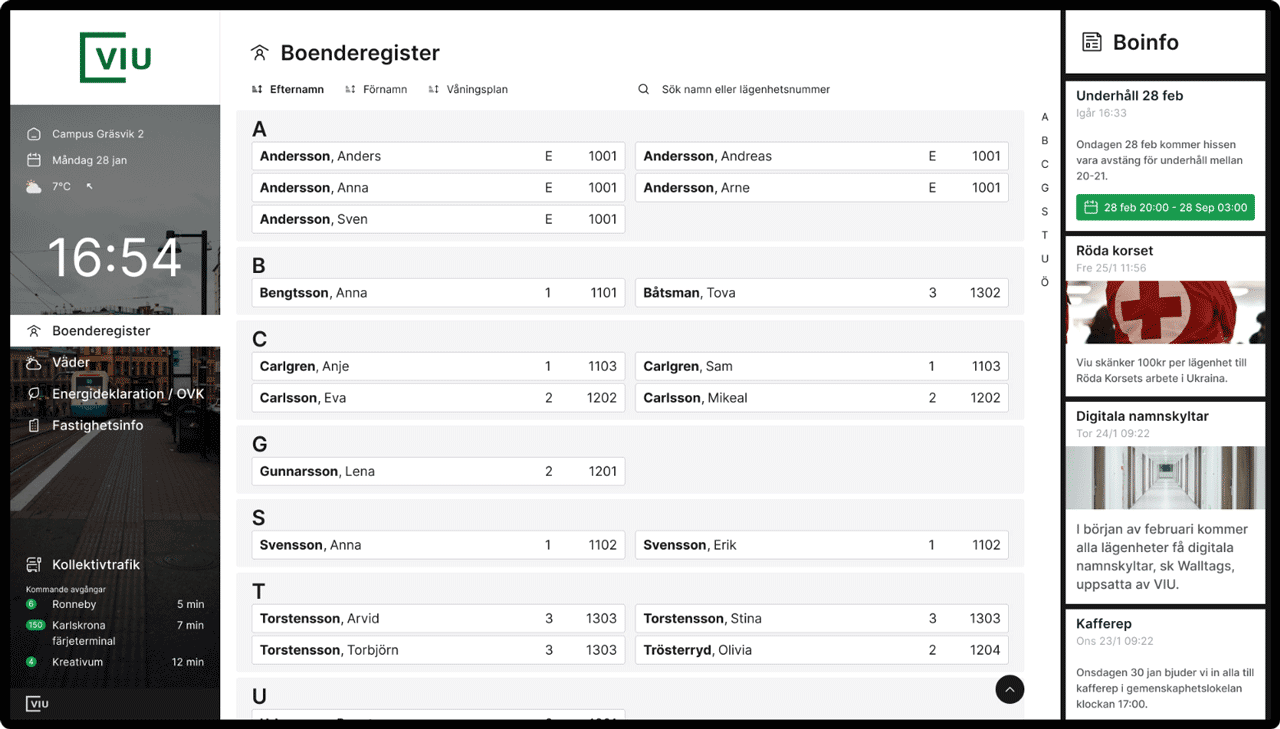 VIU
Campus Gräsvik 2
Måndag 28 jan
7°C
16:54
Boenderegister
Väder
Energideklaration / OVK
Fastighetsinfo
Kollektivtrafik
Kommande avgångar
6 Ronneby 5 min
150 Karlskrona 7 min
färjeterminal
4 Kreativum 12 min
VIU
Boenderegister
Efternamn Förnamn Våningsplan Sök namn eller lägenhetsnummer
A
Andersson, Anders E 1001 Andersson, Andreas E 1001
Andersson, Anna E 1001 Andersson, Arne E 1001
Andersson, Sven E 1001
B
Bengtsson, Anna 1 1101 Båtsman, Tova 3 1302
C
Carlgren, Anje 1 1103 Carlgren, Sam 1 1103
Carlsson, Eva 2 1202 Carlsson, Mikeal 2 1202
G
Gunnarsson, Lena 2 1201
S
Svensson, Anna 1 1102 Svensson, Erik 1 1102
T
Torstensson, Arvid 3 1303 Torstensson, Stina 3 1303
Torstensson, Torbjörn 3 1303 Trösterryd, Olivia 2 1204
U
A
B
C
G
S
T
U
Ö
Boinfo
Underhåll 28 feb
Igår 16:33
Ondagen 28 feb kommer hissen
vara avstäng för underhåll mellan
20-21.
28 feb 20:00 - 28 Sep 03:00
Röda korset
Fre 25/1 11:56
Viu skänker 100kr per lägenhet till
Röda Korsets arbete i Ukraina.
Digitala namnskyltar
Tor 24/1 09:22
I början av februari kommer
alla lägenheter få digitala
namnskyltar, sk Walltags,
uppsatta av VIU.
Kafferep
Ons 23/1 09:22
Onsdagen 30 jan bjuder vi in alla till
kafferep i gemenskaphetslokelan
klockan 17:00.